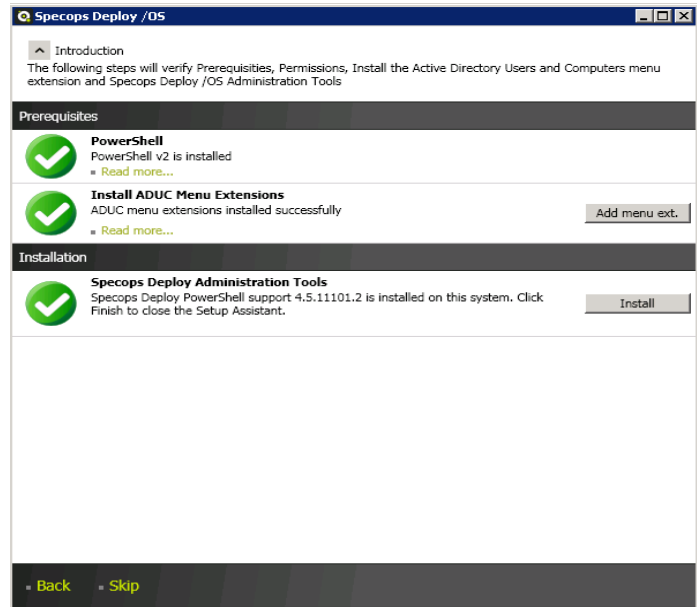 Specops Deploy /OS
Introduction
The following steps will verify Prerequisities, Permissions, Install the Active Directory Users and Computers menu
extension and Specops Deploy /OS Administration Tools
Prerequisites
PowerShell
PowerShell v2 is installed
Read more...
Install ADUC Menu Extensions
ADUC menu extensions installed successfully
Add menu ext.
Read more...
Installation
Specops Deploy Administration Tools
Specops Deploy PowerShell support 4.5.11101.2 is installed on this system. Click
Finish to close the Setup Assistant.
Install
Back
Skip